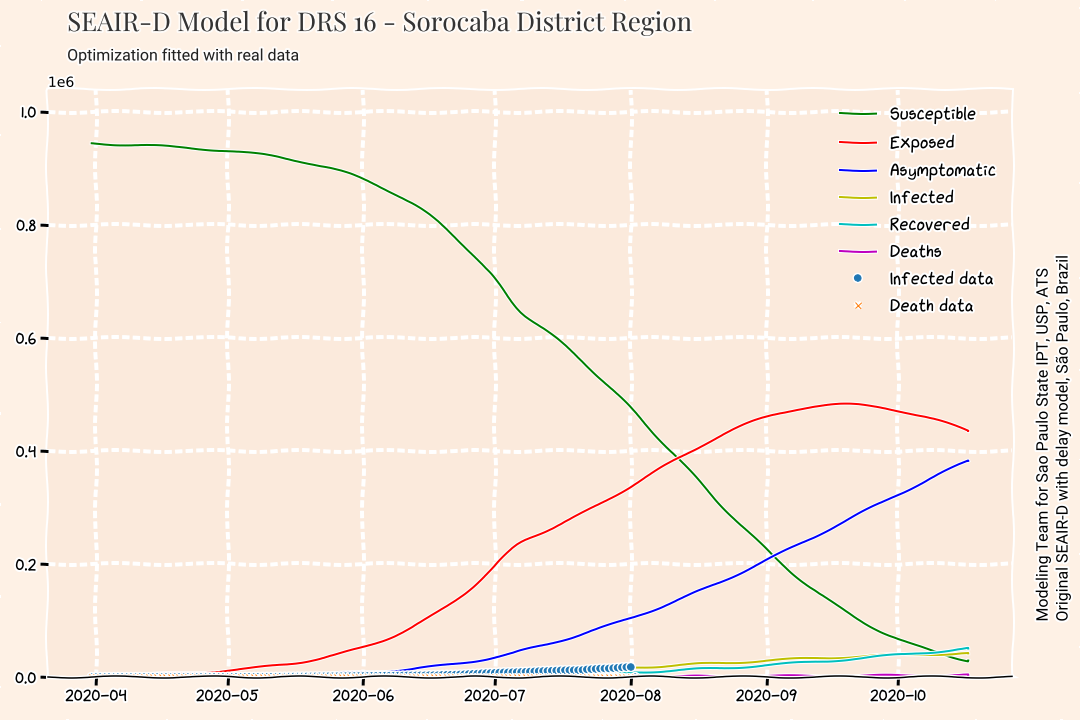 SEAIR-D Model for DRS 16 - Sorocaba District Region
Optimization fitted with real data
1e6
1.0
0.8
0.6
0.4
0.2
0.0
2020-04
2020-05
2020-06
2020-07
2020-08
2020-09
2020-10
Susceptible
Exposed
Asymptomatic
Infected
Recovered
Deaths
Infected data
Death data
Modeling Team for Sao Paulo State IPT, USP, ATS
Original SEAIR-D with delay model, São Paulo, Brazil